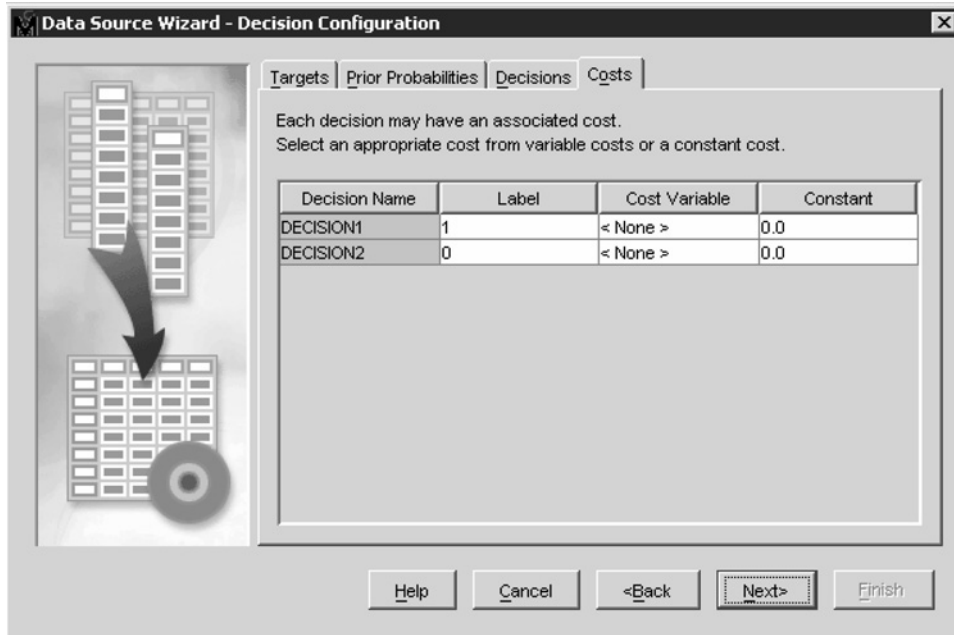 Data Source Wizard - Decision Configuration
Targets Prior Probabilities Decisions Costs
Each decision may have an associated cost.
Select an appropriate cost from variable costs or a constant cost.
Decision Name Label Cost Variable Constant
DECISION1 1 < None > 0.0
DECISION2 0 < None > 0.0
Help Cancel <Back Next> Finish